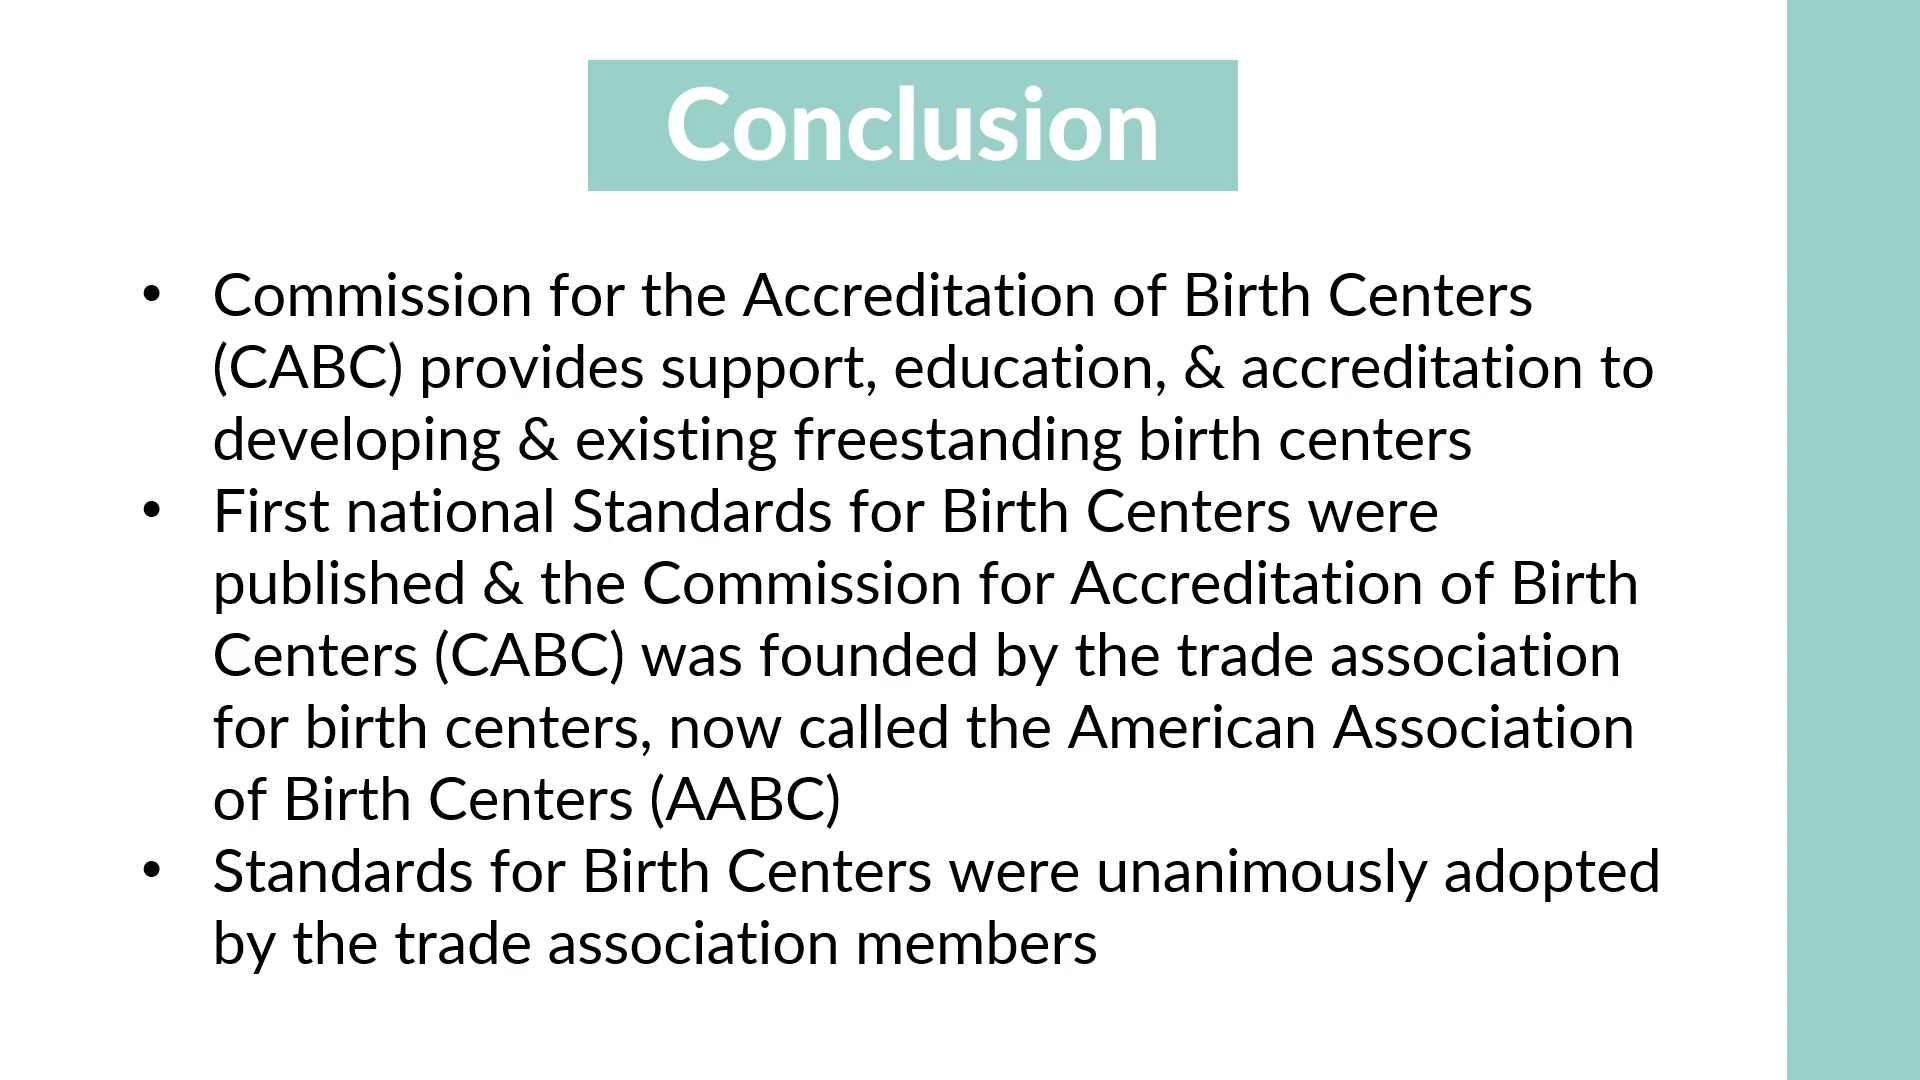 Conclusion
• Commission for the Accreditation of Birth Centers
(CABC) provides support, education, & accreditation to
developing & existing freestanding birth centers
• First national Standards for Birth Centers were
published & the Commission for Accreditation of Birth
Centers (CABC) was founded by the trade association
for birth centers, now called the American Association
of Birth Centers (AABC)
• Standards for Birth Centers were unanimously adopted
by the trade association members